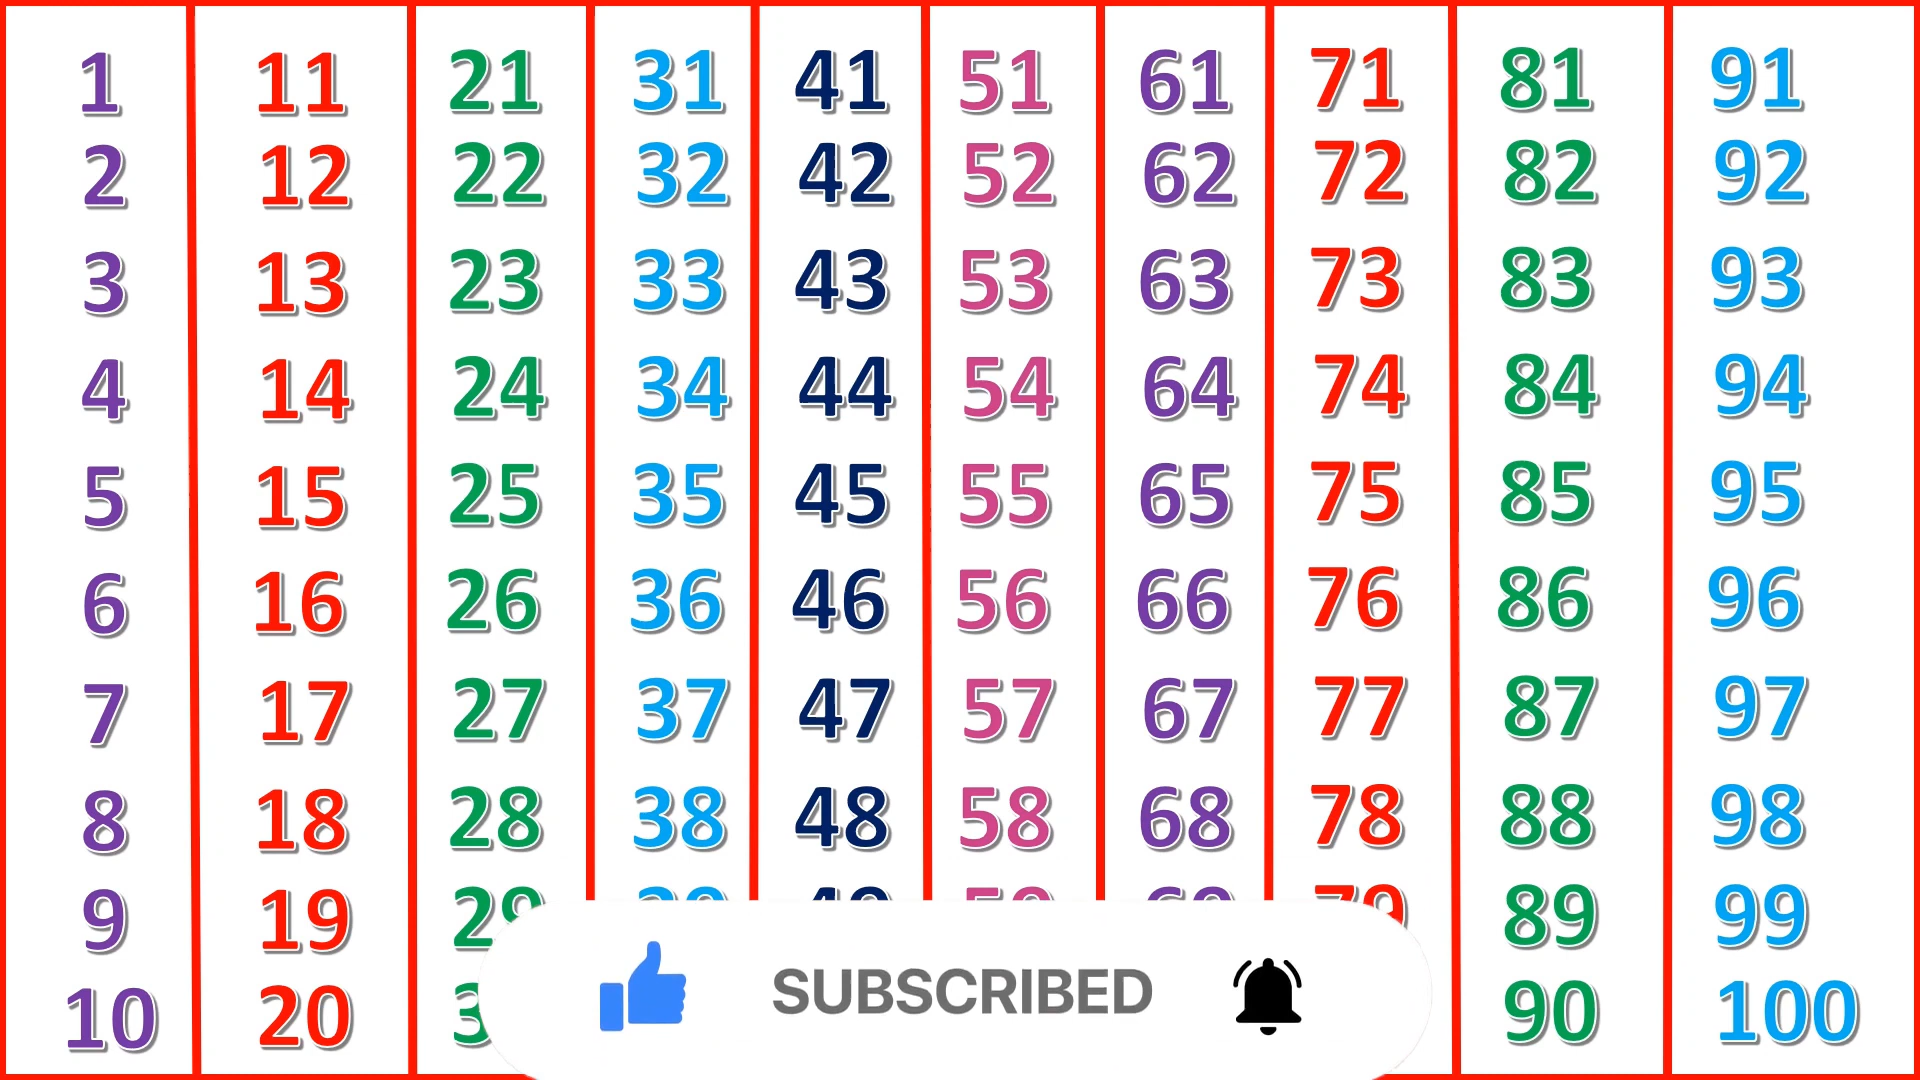 1 11 21 31 41 51 61 71 81 91
2 12 22 32 42 52 62 72 82 92
3 13 23 33 43 53 63 73 83 93
4 14 24 34 44 54 64 74 84 94
5 15 25 35 45 55 65 75 85 95
6 16 26 36 46 56 66 76 86 96
7 17 27 37 47 57 67 77 87 97
8 18 28 38 48 58 68 78 88 98
9 19 29 79 89 99
10 20 90 100
SUBSCRIBED